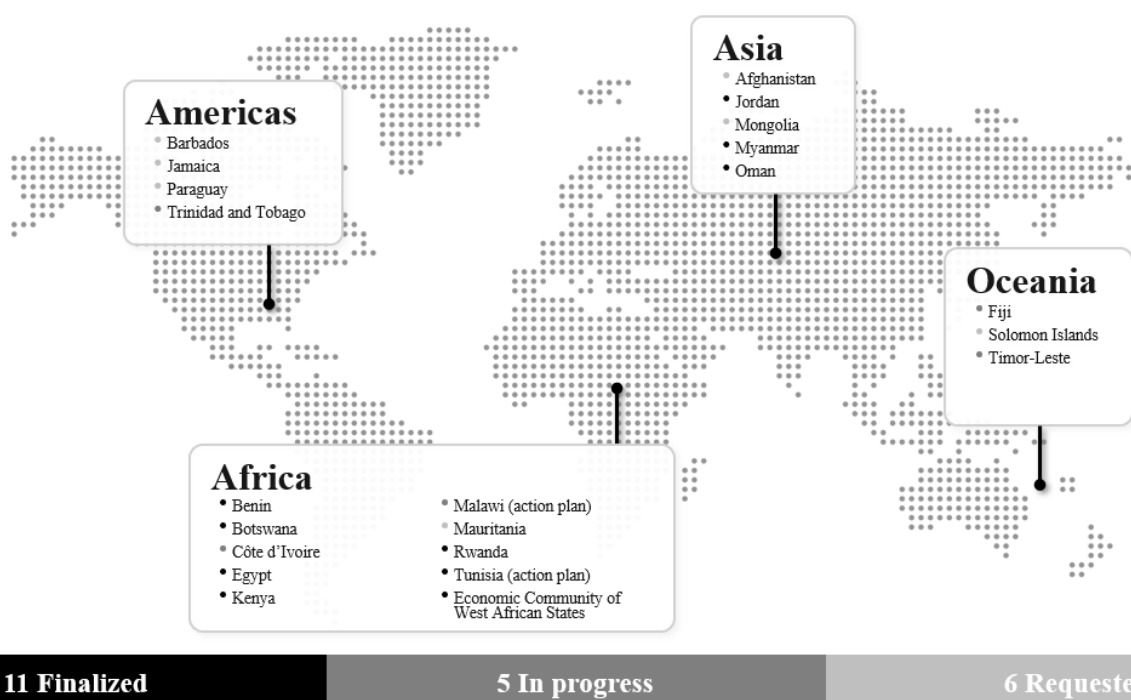 Asia
Afghanistan
Jordan
Mongolia
Myanmar
Oman
Americas
Barbados
Jamaica
Paraguay
Trinidad and Tobago
Oceania
Fiji
Solomon Islands
Timor-Leste
Africa
Benin
Botswana
Côte d’Ivoire
Egypt
Kenya
Malawi (action plan)
Mauritania
Rwanda
Tunisia (action plan)
Economic Community of
West African States
11 Finalized
5 In progress
6 Requeste